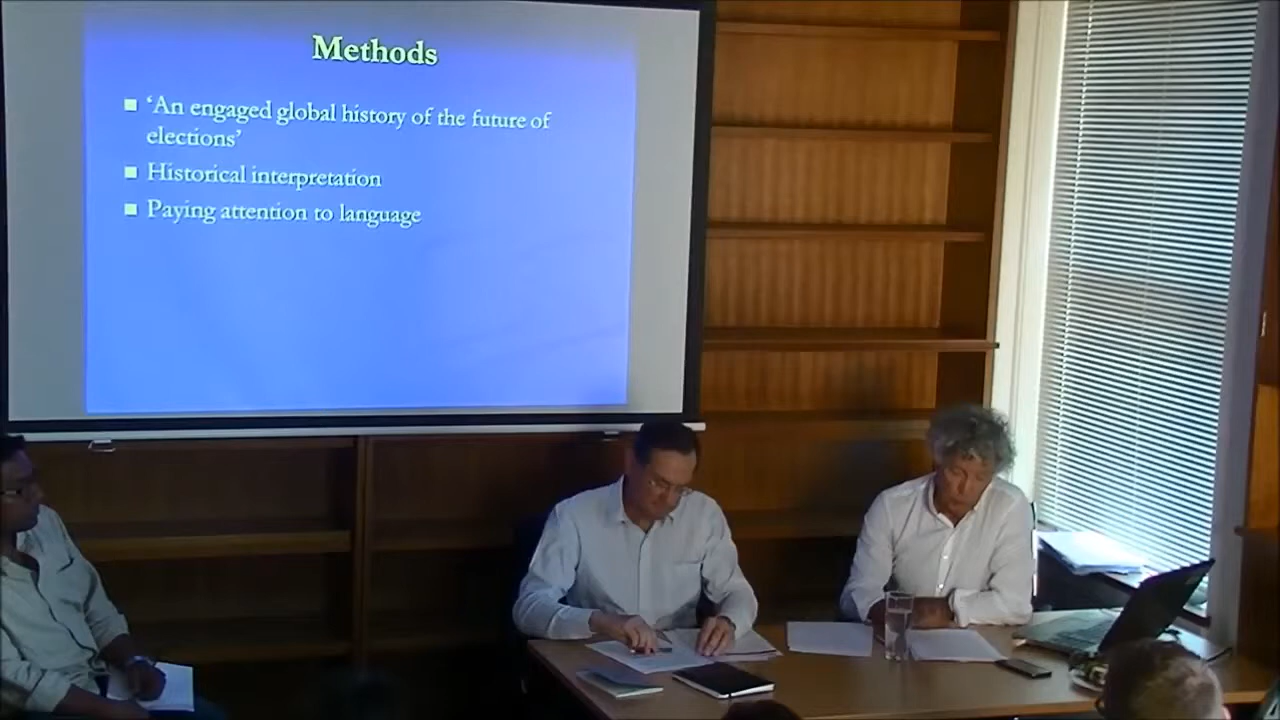 Methods
‘An engaged global history of the future of
elections’
Historical interpretation
Paying attention to language